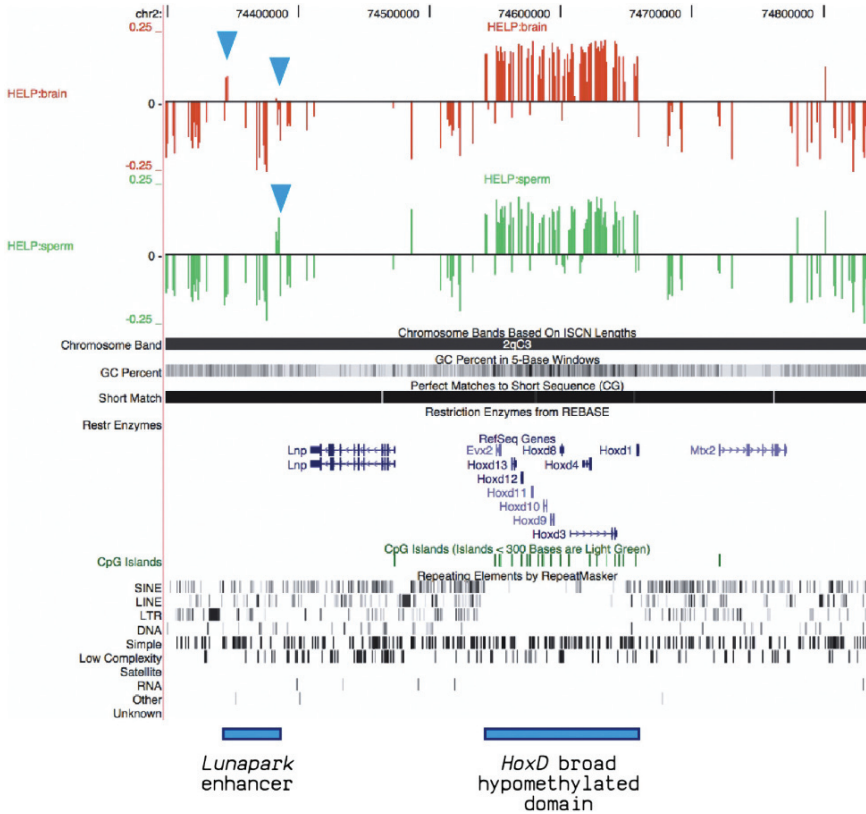 chr2: 74400000 74500000 74600000 74700000 74800000
0.25 _ HELP:brain
HELP:brain
0 -
-0.25 _
0.25 _ HELP:sperm
HELP:sperm
0 -
-0.25 _
Chromosome Bands Based On ISCN Lengths
Chromosome Band 2qC3
GC Percent in 5-Base Windows
GC Percent
Perfect Matches to Short Sequence (CG)
Short Match
Restriction Enzymes from REBASE
Restr Enzymes
RefSeq Genes
Lnp Evx2 Hoxd8 Hoxd1 Mtx2
Lnp Hoxd13 Hoxd4
Hoxd12
Hoxd11
Hoxd10
Hoxd9
Hoxd3
CpG Islands (Islands < 300 Bases are Light Green)
CpG Islands
Repeating Elements by RepeatMasker
SINE
LINE
LTR
DNA
Simple
Low Complexity
Satellite
RNA
Other
Unknown
Lunapark
enhancer
HoxD broad
hypomethylated
domain